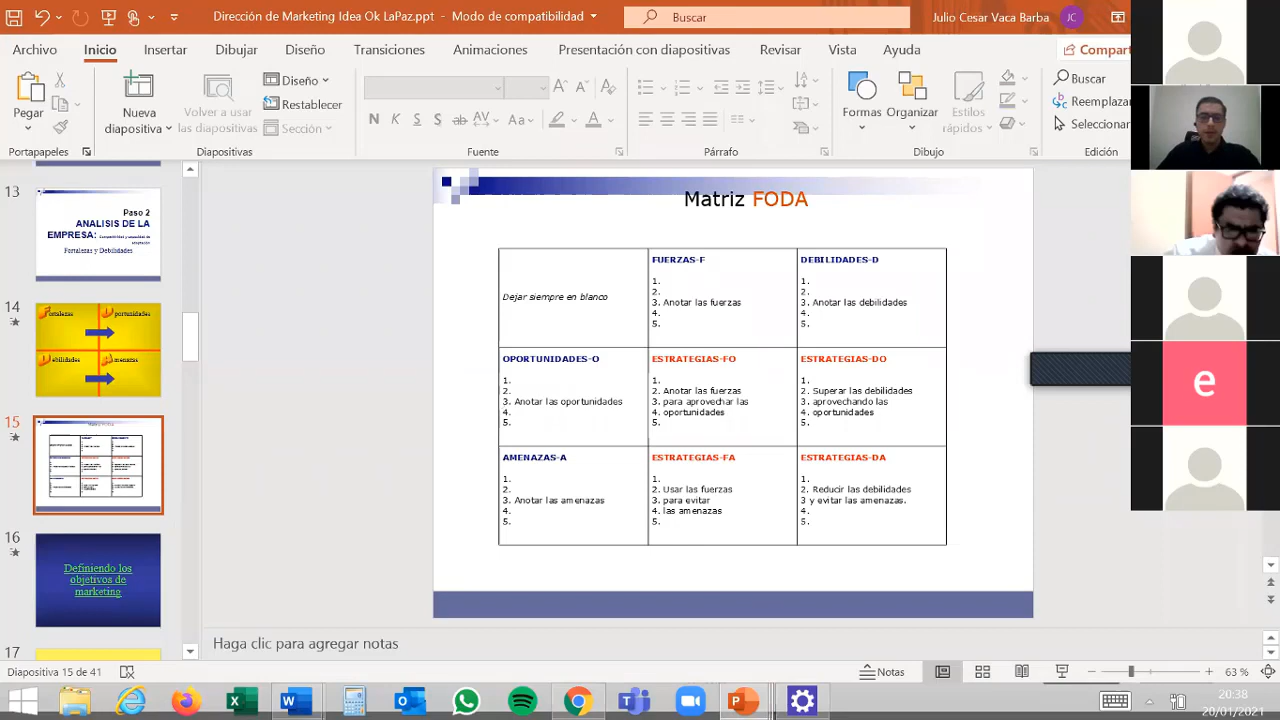 Dirección de Marketing Idea Ok LaPaz.ppt - Modo de compatibilidad
Buscar
Julio Cesar Vaca Barba
JC
Archivo Inicio Insertar Dibujar Diseño Transiciones Animaciones Presentación con diapositivas Revisar Vista Ayuda
Compart
Pegar
Nueva diapositiva
Volver a usar las diapositivas
Diseño
Restablecer
Sección
N K S ab AV Aa A
Formas
Organizar
Estilos rápidos
Buscar
Reemplaza
Seleccionar
Portapapeles Diapositivas Fuente Párrafo Dibujo Edición
13
Paso 2
ANALISIS DE LA
EMPRESA:
Fortalezas y Debilidades
14
15
16
Definiendo los
objetivos de
marketing
17
Matriz FODA
Dejar siempre en blanco
FUERZAS-F
1.
2.
3. Anotar las fuerzas
4.
5.
DEBILIDADES-D
1.
2.
3. Anotar las debilidades
4.
5.
OPORTUNIDADES-O
1.
2.
3. Anotar las oportunidades
4.
5.
ESTRATEGIAS-FO
1.
2. Anotar las fuerzas
3. para aprovechar las
4. oportunidades
5.
ESTRATEGIAS-DO
1.
2. Superar las debilidades
3. aprovechando las
4. oportunidades
5.
AMENAZAS-A
1.
2.
3. Anotar las amenazas
4.
5.
ESTRATEGIAS-FA
1.
2. Usar las fuerzas
3. para evitar
4. las amenazas
5.
ESTRATEGIAS-DA
1.
2. Reducir las debilidades
3 y evitar las amenazas.
4.
5.
e
Haga clic para agregar notas
Diapositiva 15 de 41
Notas
63 %
20:38
20/01/2021